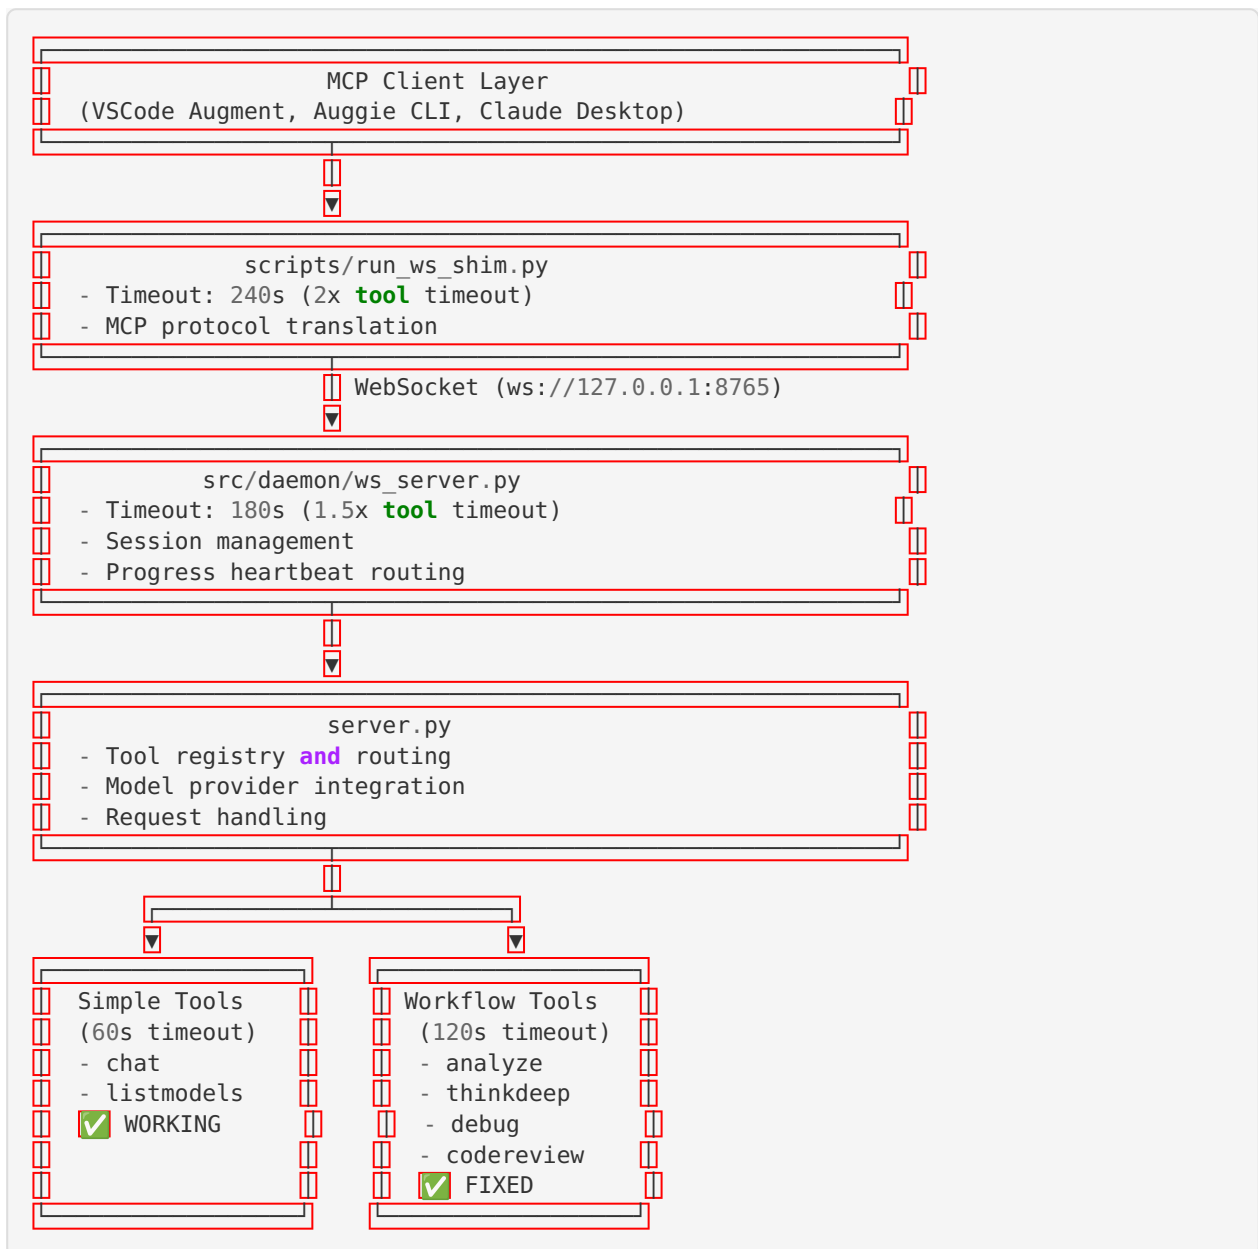 MCP Client Layer
(VSCode Augment, Auggie CLI, Claude Desktop)
▼
scripts/run_ws_shim.py
- Timeout: 240s (2x tool timeout)
- MCP protocol translation
WebSocket (ws://127.0.0.1:8765)
▼
src/daemon/ws_server.py
- Timeout: 180s (1.5x tool timeout)
- Session management
- Progress heartbeat routing
▼
server.py
- Tool registry and routing
- Model provider integration
- Request handling
▼ ▼
Simple Tools
(60s timeout)
- chat
- listmodels
✅ WORKING
Workflow Tools
(120s timeout)
- analyze
- thinkdeep
- debug
- codereview
✅ FIXED